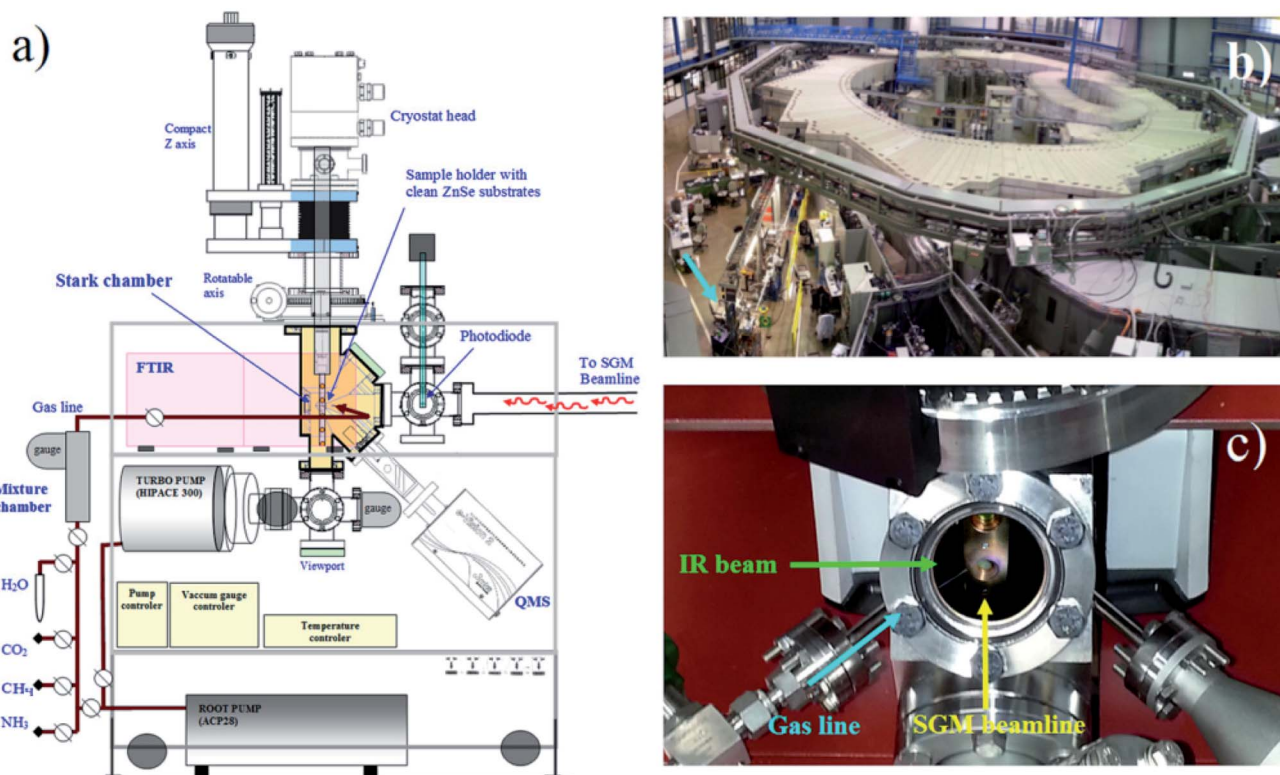 a)
Compact
Z axis
Cryostat head
Sample holder with
clean ZnSe substrates
Rotatable
axis
Stark chamber
Photodiode
To SGM
Beamline
FTIR
Gas line
gauge
Mixture
chamber
TURBO PUMP
(HIPACE 300)
gauge
Viewport
QMS
H₂O
CO₂
CH₄
NH₃
Pump
controler
Vaccum gauge
controler
Temperature
controler
ROOT PUMP
(ACP28)
b)
c)
IR beam
Gas line
SGM beamline